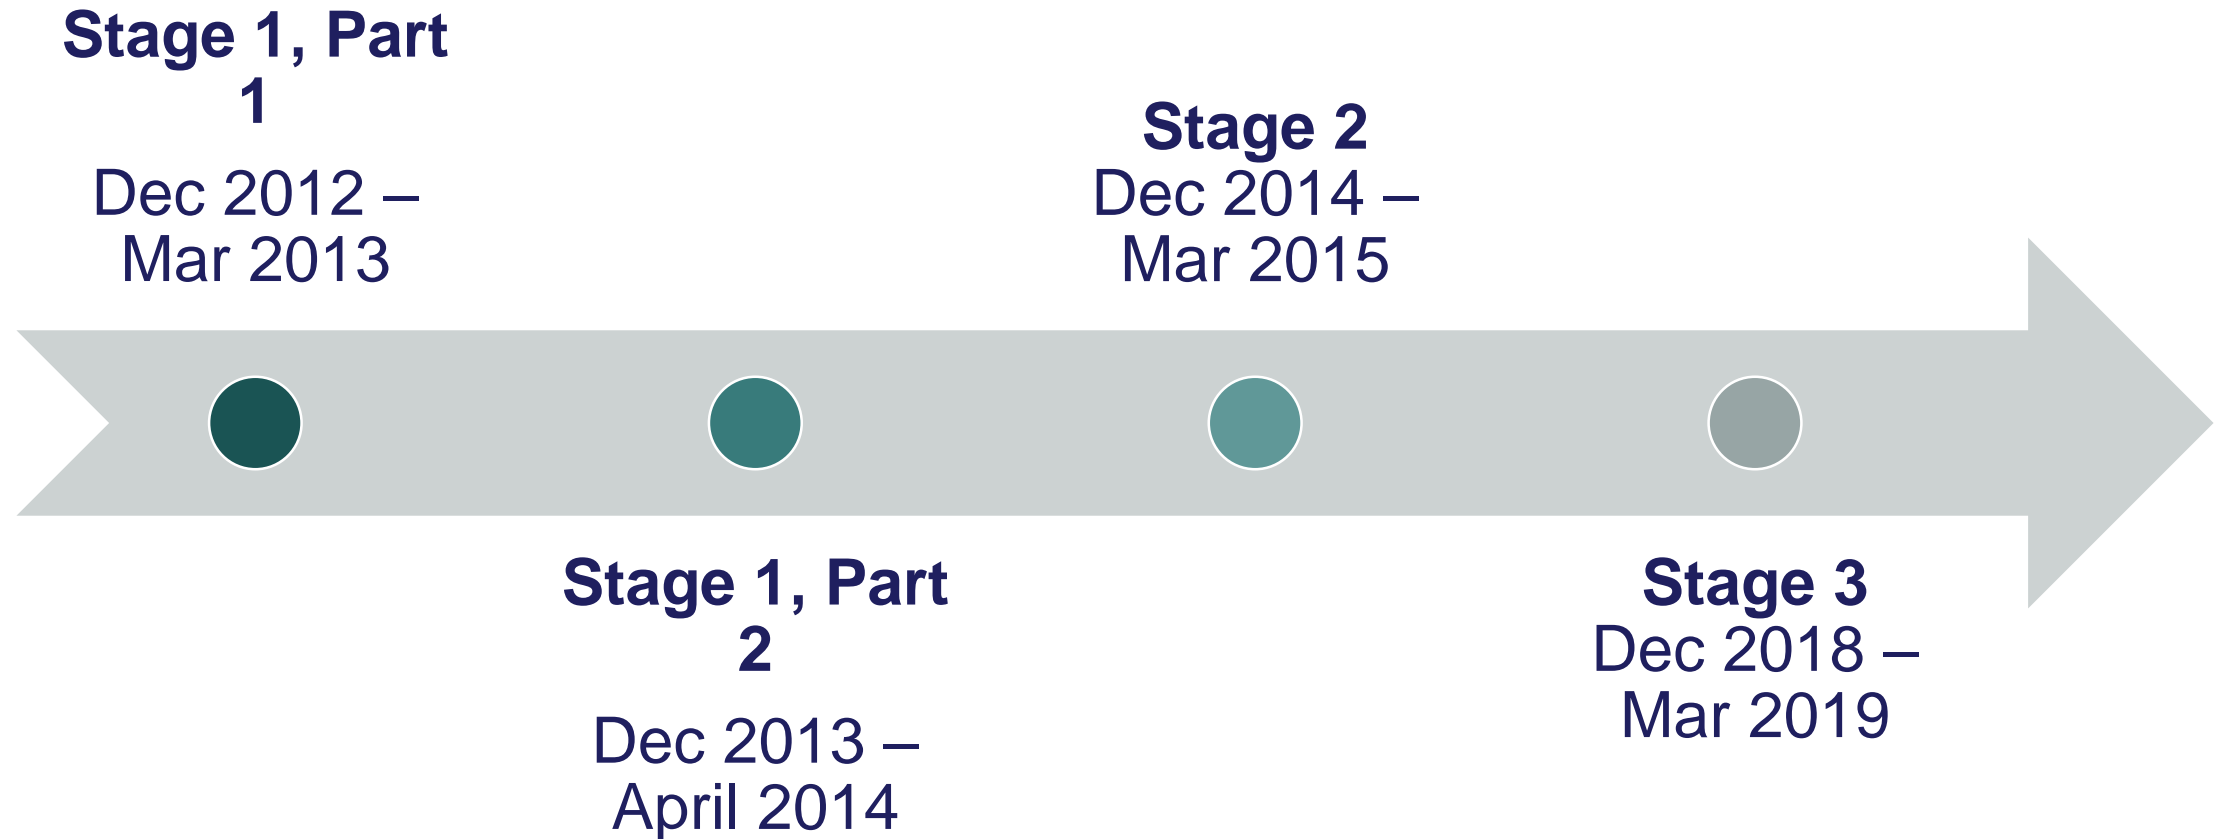 Stage 1, Part
1
Dec 2012 –
Mar 2013
Stage 1, Part
2
Dec 2013 –
April 2014
Stage 2
Dec 2014 –
Mar 2015
Stage 3
Dec 2018 –
Mar 2019